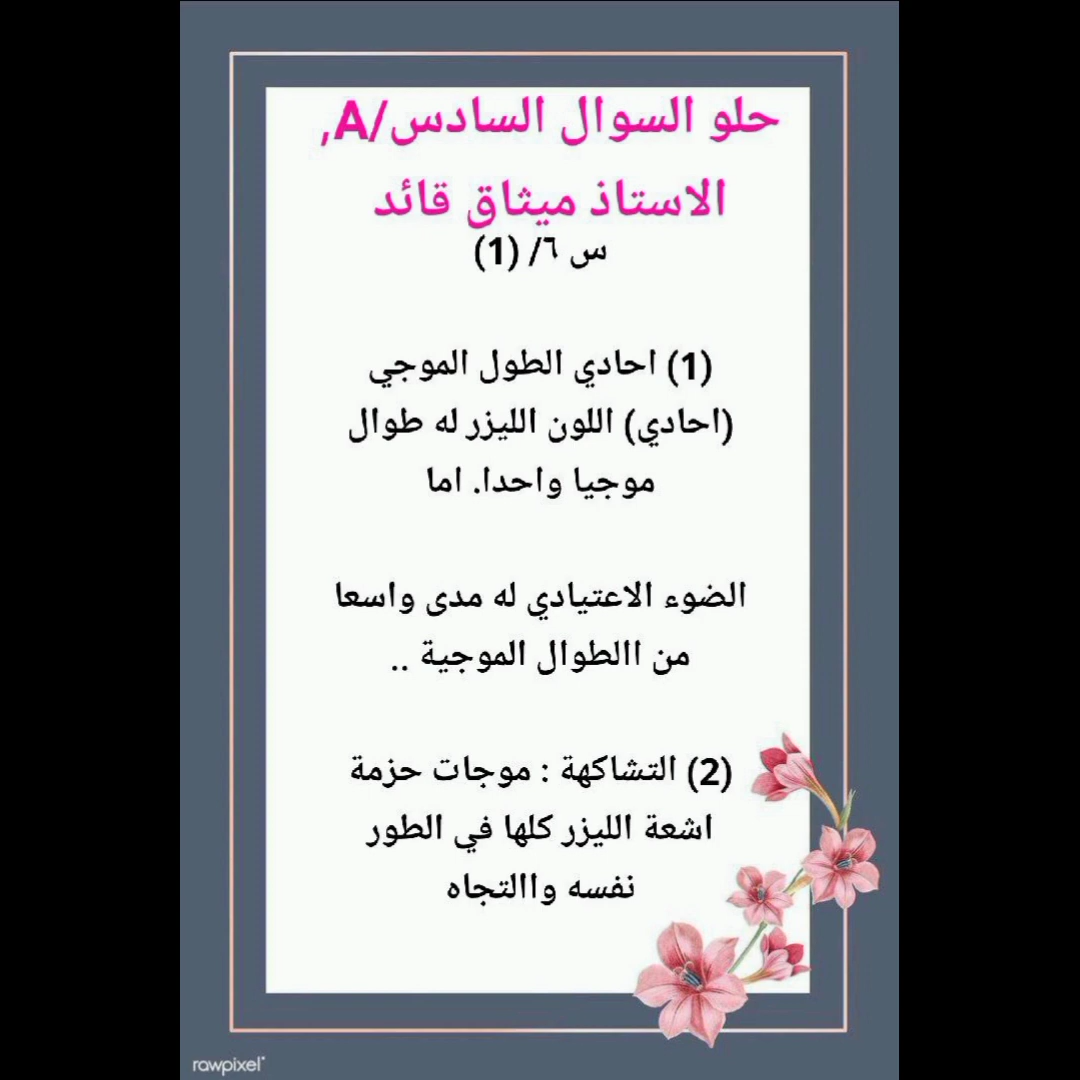 حلو السوال السادس/A,
الاستاذ ميثاق قائد
س ٦/ (1)
(1) احادي الطول الموجي
(احادي) اللون الليزر له طوال
موجيا واحدا. اما
الضوء الاعتيادي له مدى واسعا
من االطوال الموجية ..
(2) التشاكهة : موجات حزمة
اشعة الليزر كلها في الطور
نفسه واالتجاه
rawpixel